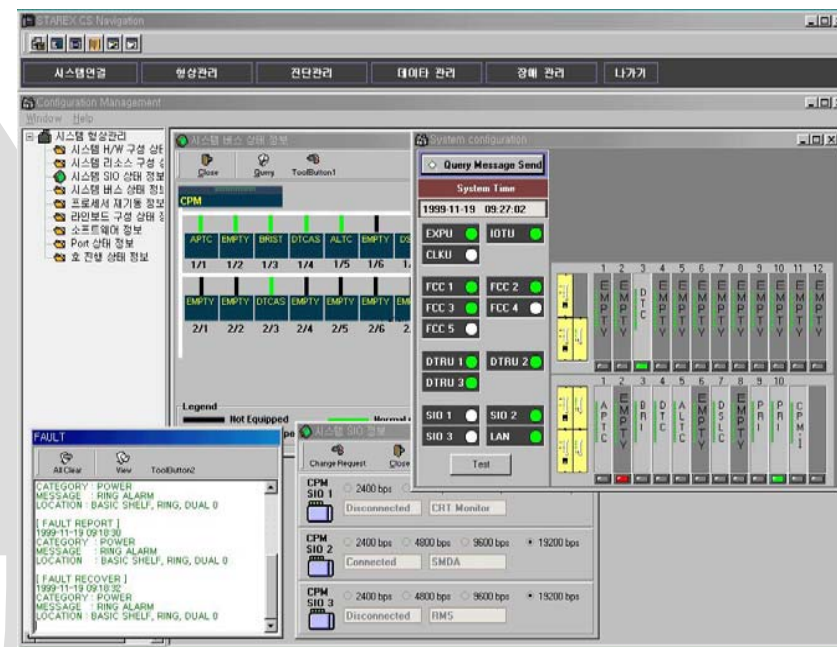 STAREX CS Navigation
시스템연결 형상관리 진단관리 데이타 관리 장애 관리 나가기
Configuration Management
Window Help
시스템 형상관리
시스템 H/W 구성 상태
시스템 리소스 구성
시스템 SIO 상태 정보
시스템 버스 상태 정보
프로세서 재기동 정보
라인보드 구성 상태
소프트웨어 정보
Port 상태 정보
호 진행 상태 정보
시스템 버스 상태 정보
Close Querry ToolButton1
CPM
APTC EMPTY BRIST DTCAS ALTC EMPTY
1/1 1/2 1/3 1/4 1/5 1/6
EMPTY EMPTY DTCAS EMPTY EMPTY EMPTY
2/1 2/2 2/3 2/4 2/5 2/6
Legend
Not Equipped
System configuration
Query Message Send
System Time
1999-11-19 09:27:02
EXPU IOTU
CLKU
FCC 1 FCC 2
FCC 3 FCC 4
FCC 5
DTRU 1 DTRU 2
DTRU 3
SIO 1 SIO 2
SIO 3 LAN
Test
1 2 3 4 5 6 7 8 9 10 11 12
EMPTY EMPTY DTC EMPTY EMPTY EMPTY EMPTY EMPTY EMPTY EMPTY EMPTY EMPTY
1 2 3 4 5 6 7 8 9 10
APTC EMPTY BRI DTC ALTC DSLC EMPTY PRI PRI CPM-I
FAULT
All Clear View ToolButton2
CATEGORY : POWER
MESSAGE : RING ALARM
LOCATION : BASIC SHELF, RING, DUAL 0
[ FAULT REPORT ]
1999-11-19 09:18:30
CATEGORY : POWER
MESSAGE : RING ALARM
LOCATION : BASIC SHELF, RING, DUAL 0
[ FAULT RECOVER ]
1999-11-19 09:18:32
CATEGORY : POWER
MESSAGE : RING ALARM
LOCATION : BASIC SHELF, RING, DUAL 0
시스템 SIO 정보
Change Request Close
CPM SIO 1 2400 bps
Disconnected CRT Monitor
CPM SIO 2 2400 bps 4800 bps 9600 bps 19200 bps
Connected SMDA
CPM SIO 3 2400 bps 4800 bps 9600 bps 19200 bps
Disconnected RMS